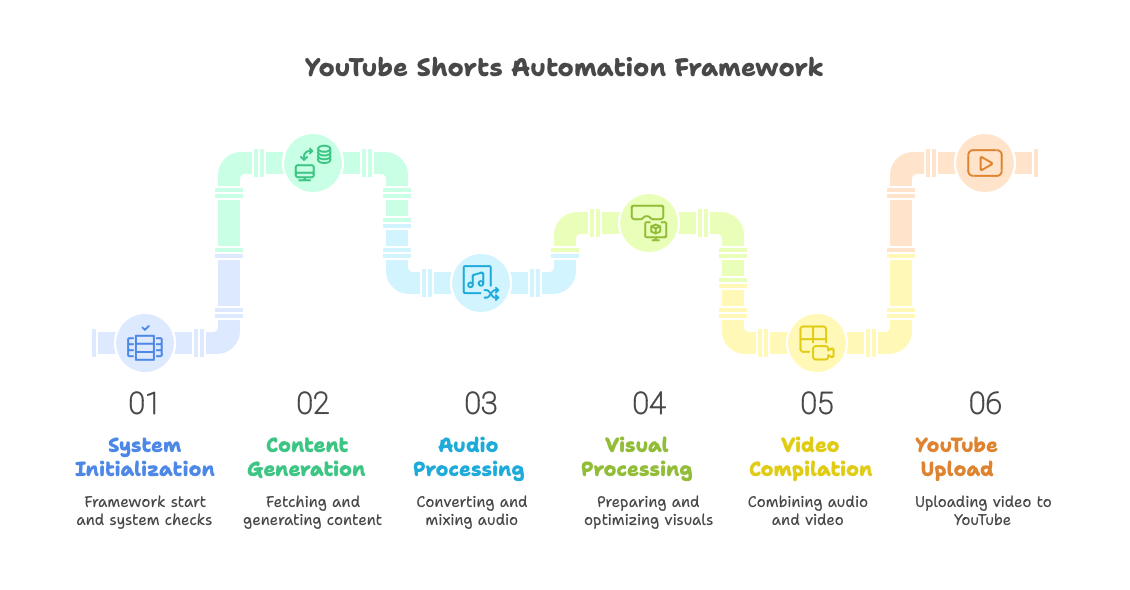 YouTube Shorts Automation Framework
01
System
Initialization
Framework start
and system checks
02
Content
Generation
Fetching and
generating content
03
Audio
Processing
Converting and
mixing audio
04
Visual
Processing
Preparing and
optimizing visuals
05
Video
Compilation
Combining audio
and video
06
YouTube
Upload
Uploading video to
YouTube